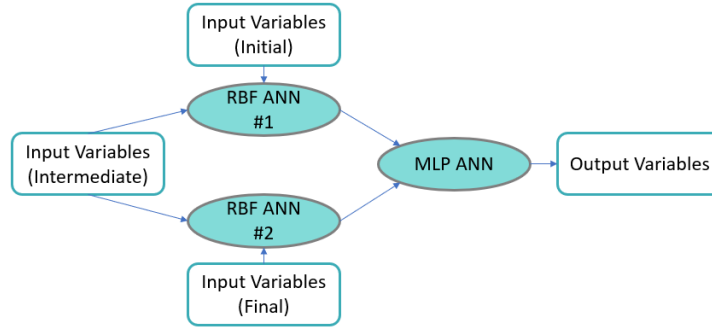 Input Variables
(Initial)
RBF ANN
#1
Input Variables
(Intermediate)
MLP ANN
Output Variables
RBF ANN
#2
Input Variables
(Final)